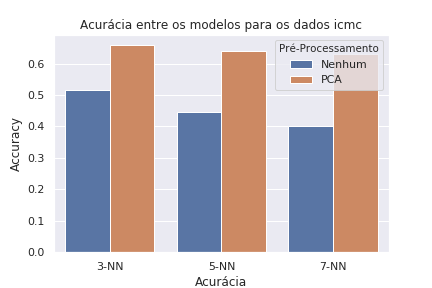 Acurácia entre os modelos para os dados icmc
Pré-Processamento
Nenhum
PCA
Accuracy
0.6
0.5
0.4
0.3
0.2
0.1
0.0
3-NN
5-NN
7-NN
Acurácia